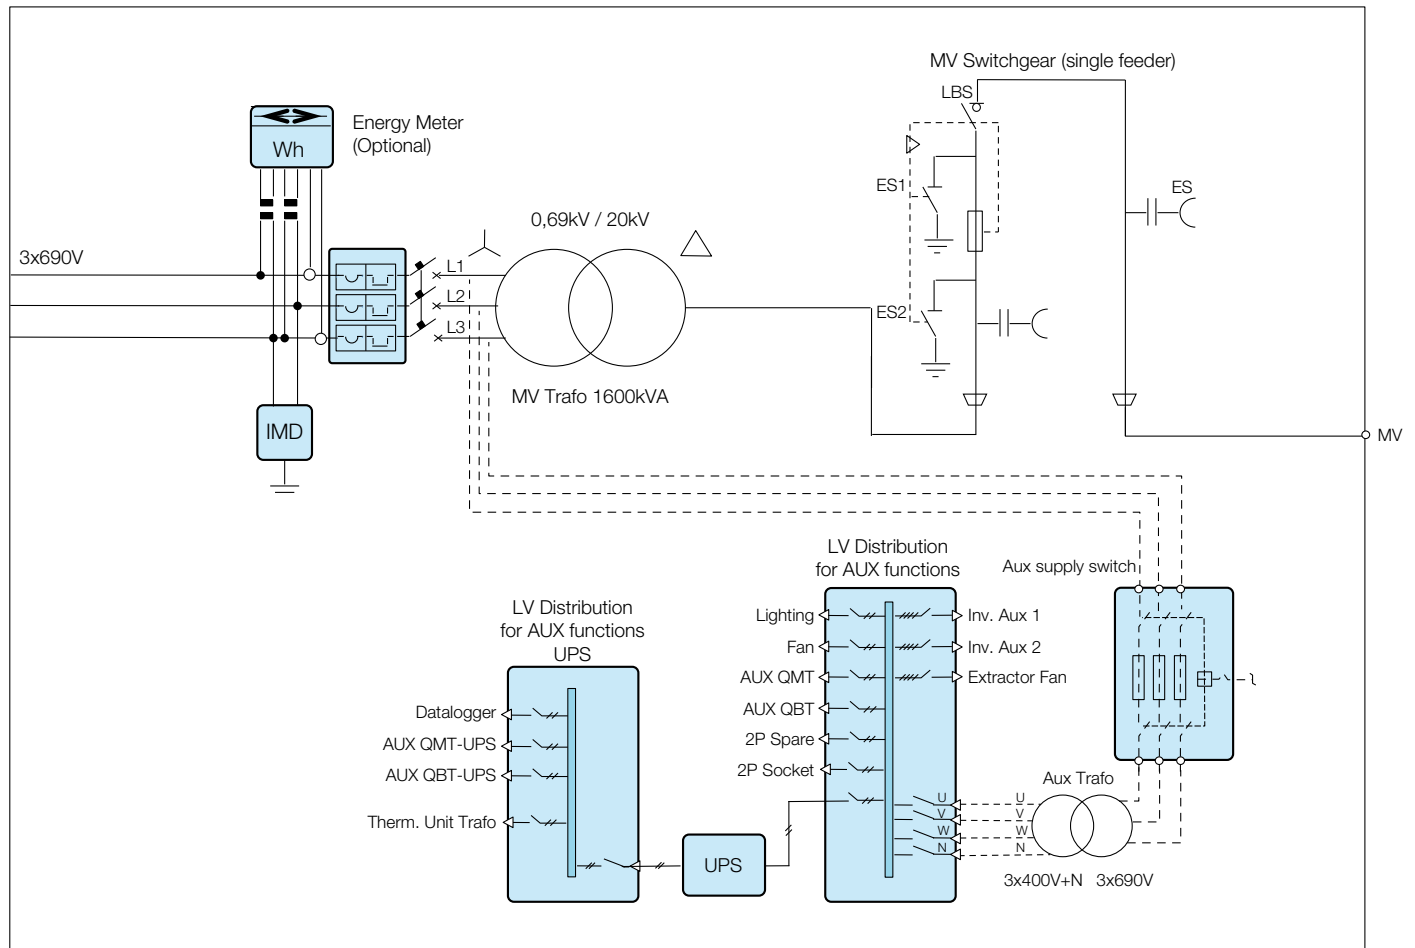 MV Switchgear (single feeder)
LBS
Energy Meter
(Optional)
Wh
ES1
ES
0,69kV / 20kV
3x690V
L1
L2
L3
ES2
MV Trafo 1600kVA
IMD
MV
LV Distribution
for AUX functions
Aux supply switch
LV Distribution
for AUX functions
UPS
Lighting
Inv. Aux 1
Fan
Inv. Aux 2
AUX QMT
Extractor Fan
AUX QBT
Datalogger
2P Spare
AUX QMT-UPS
2P Socket
AUX QBT-UPS
Aux Trafo
U
U
V
V
Therm. Unit Trafo
W
W
N
N
UPS
3x400V+N
3x690V